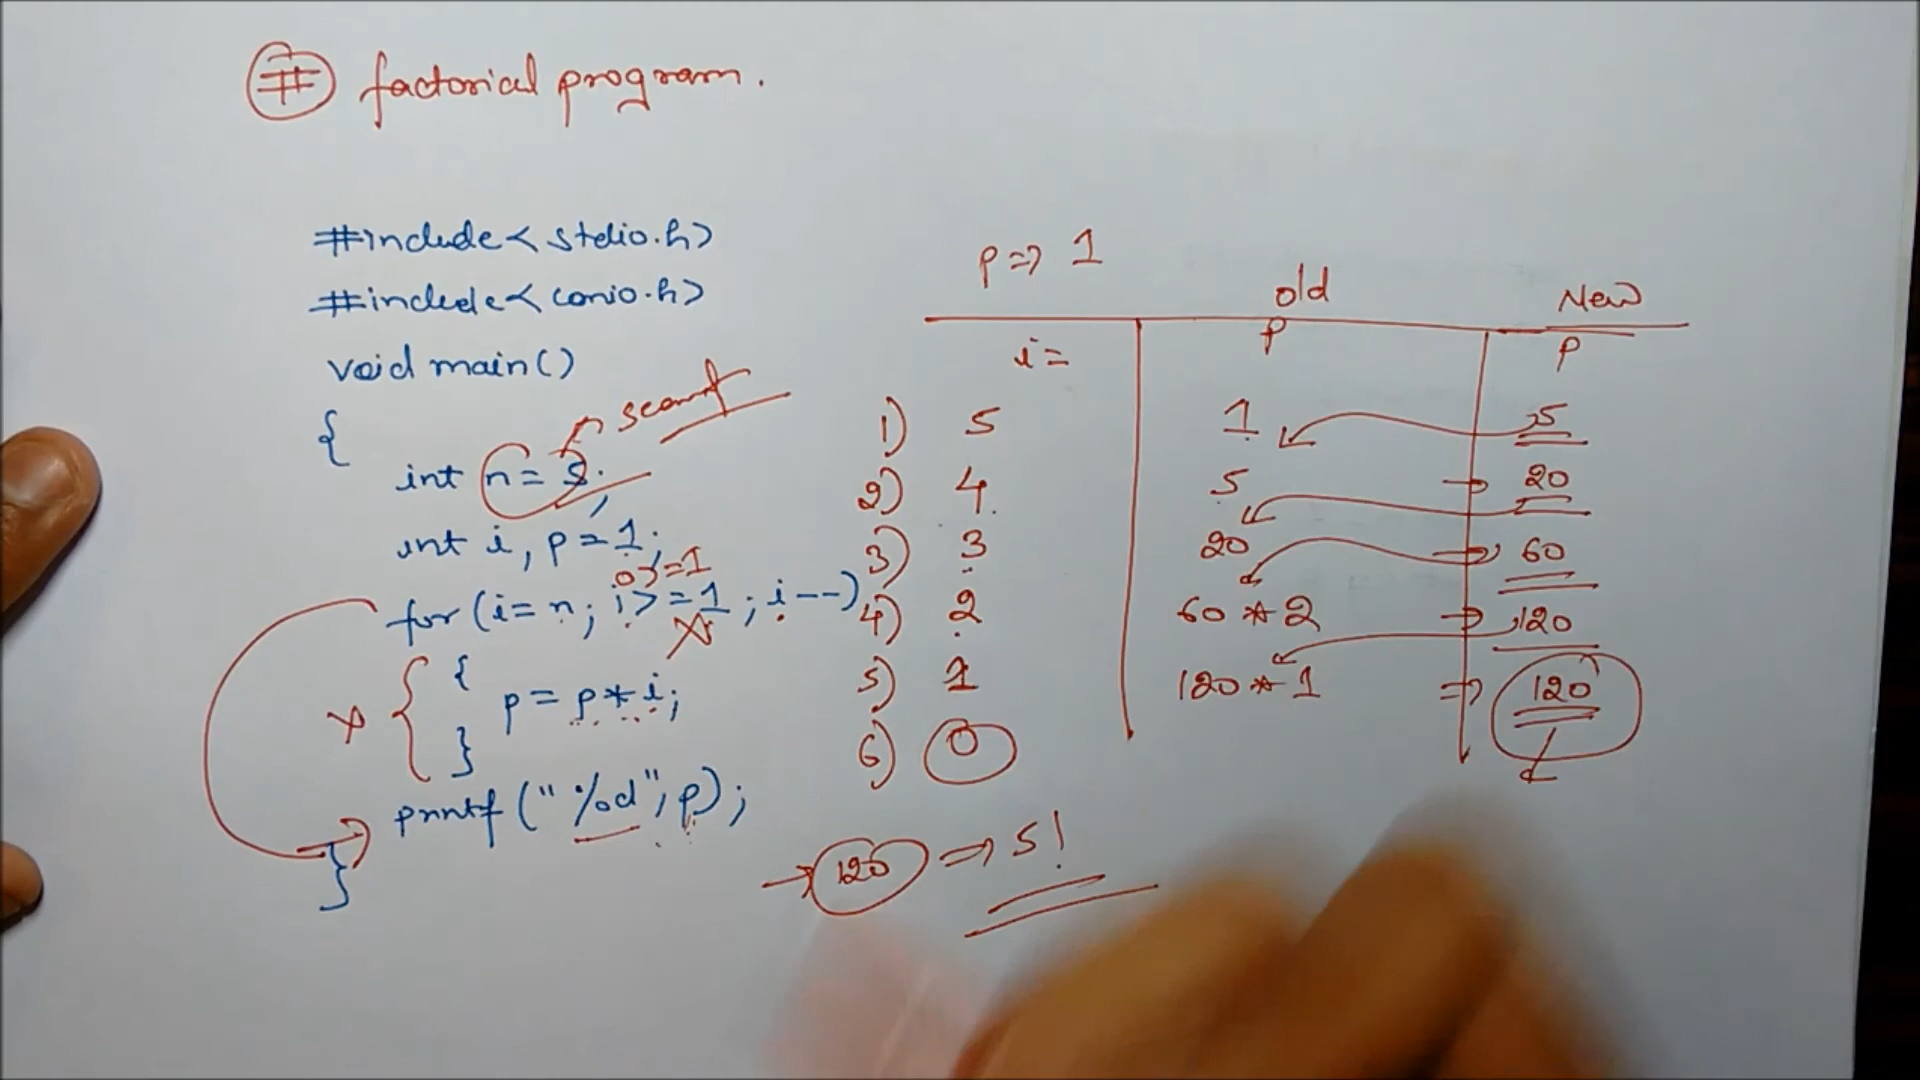 # factorial program.
#include<stdio.h>
#include<conio.h>
void main()
{
scanf
int n = 5;
int i, p = 1;
0>=1
for (i = n; i >= 1; i--)
{
p = p * i;
}
printf("%d", p);
}
p => 1
i= old p New p
1) 5 1 5
2) 4 5 → 20
3) 3 20 → 60
4) 2 60 * 2 → 120
5) 1 120 * 1 => 120
6) 0
→ 120 => 5!